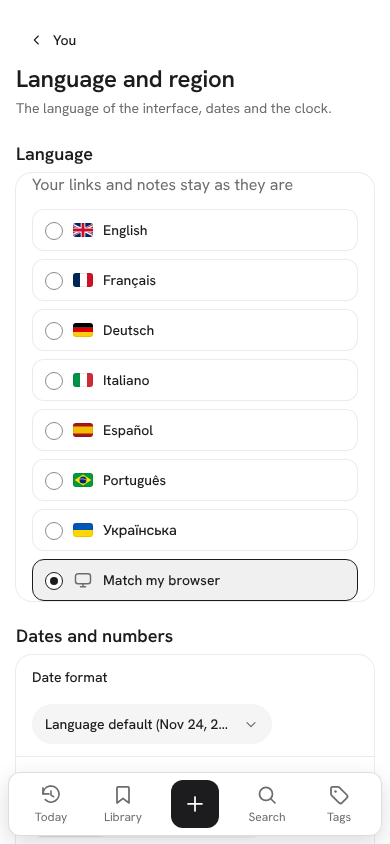 You
Language and region
The language of the interface, dates and the clock.
Language
Your links and notes stay as they are
English
Français
Deutsch
Italiano
Español
Português
Українська
Match my browser
Dates and numbers
Date format
Language default (Nov 24, 2...
Today
Library
Search
Tags